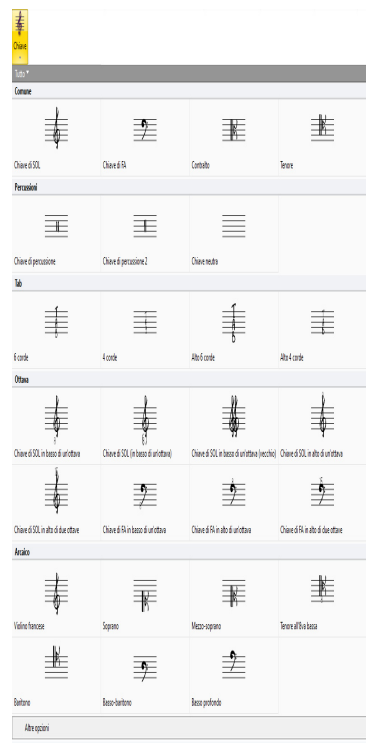 Chiave
Tutto
Comune
Chiave di SOL
Chiave di FA
Contralto
Tenore
Percussioni
Chiave di percussione
Chiave di percussione 2
Chiave neutra
Tab
6 corde
4 corde
Alto 6 corde
Alto 4 corde
Ottava
Chiave di SOL in basso di un'ottava
Chiave di SOL (in basso di un'ottava)
Chiave di SOL in basso di un'ottava (vecchio)
Chiave di SOL in alto di un'ottava
Chiave di SOL in alto di due ottave
Chiave di FA in basso di un'ottava
Chiave di FA in alto di un'ottava
Chiave di FA in alto di due ottave
Arcaico
Violino francese
Soprano
Mezzo-soprano
Tenore all'8va bassa
Baritono
Basso-baritono
Basso profondo
Altre opzioni